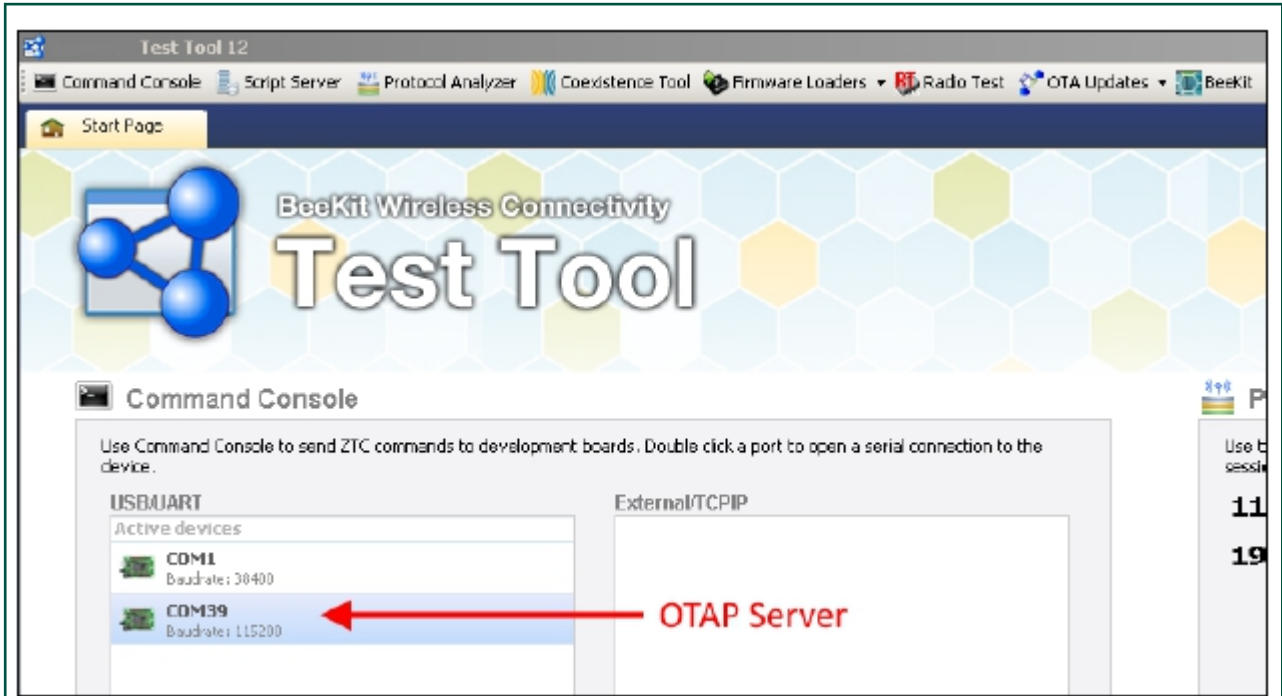 Test Tool 12
Command Console Script Server Protocol Analyzer Coexistence Tool Firmware Loaders RT Radio Test OTA Updates BeeKit
Start Page
BeeKit Wireless Connectivity
Test Tool
Command Console
P
Use Command Console to send ZTC commands to development boards. Double click a port to open a serial connection to the
device.
Use
sessi
USB/UART
External/TCPIP
Active devices
11
COM1
Baudrate: 38400
19
COM39
Baudrate: 115200
OTAP Server